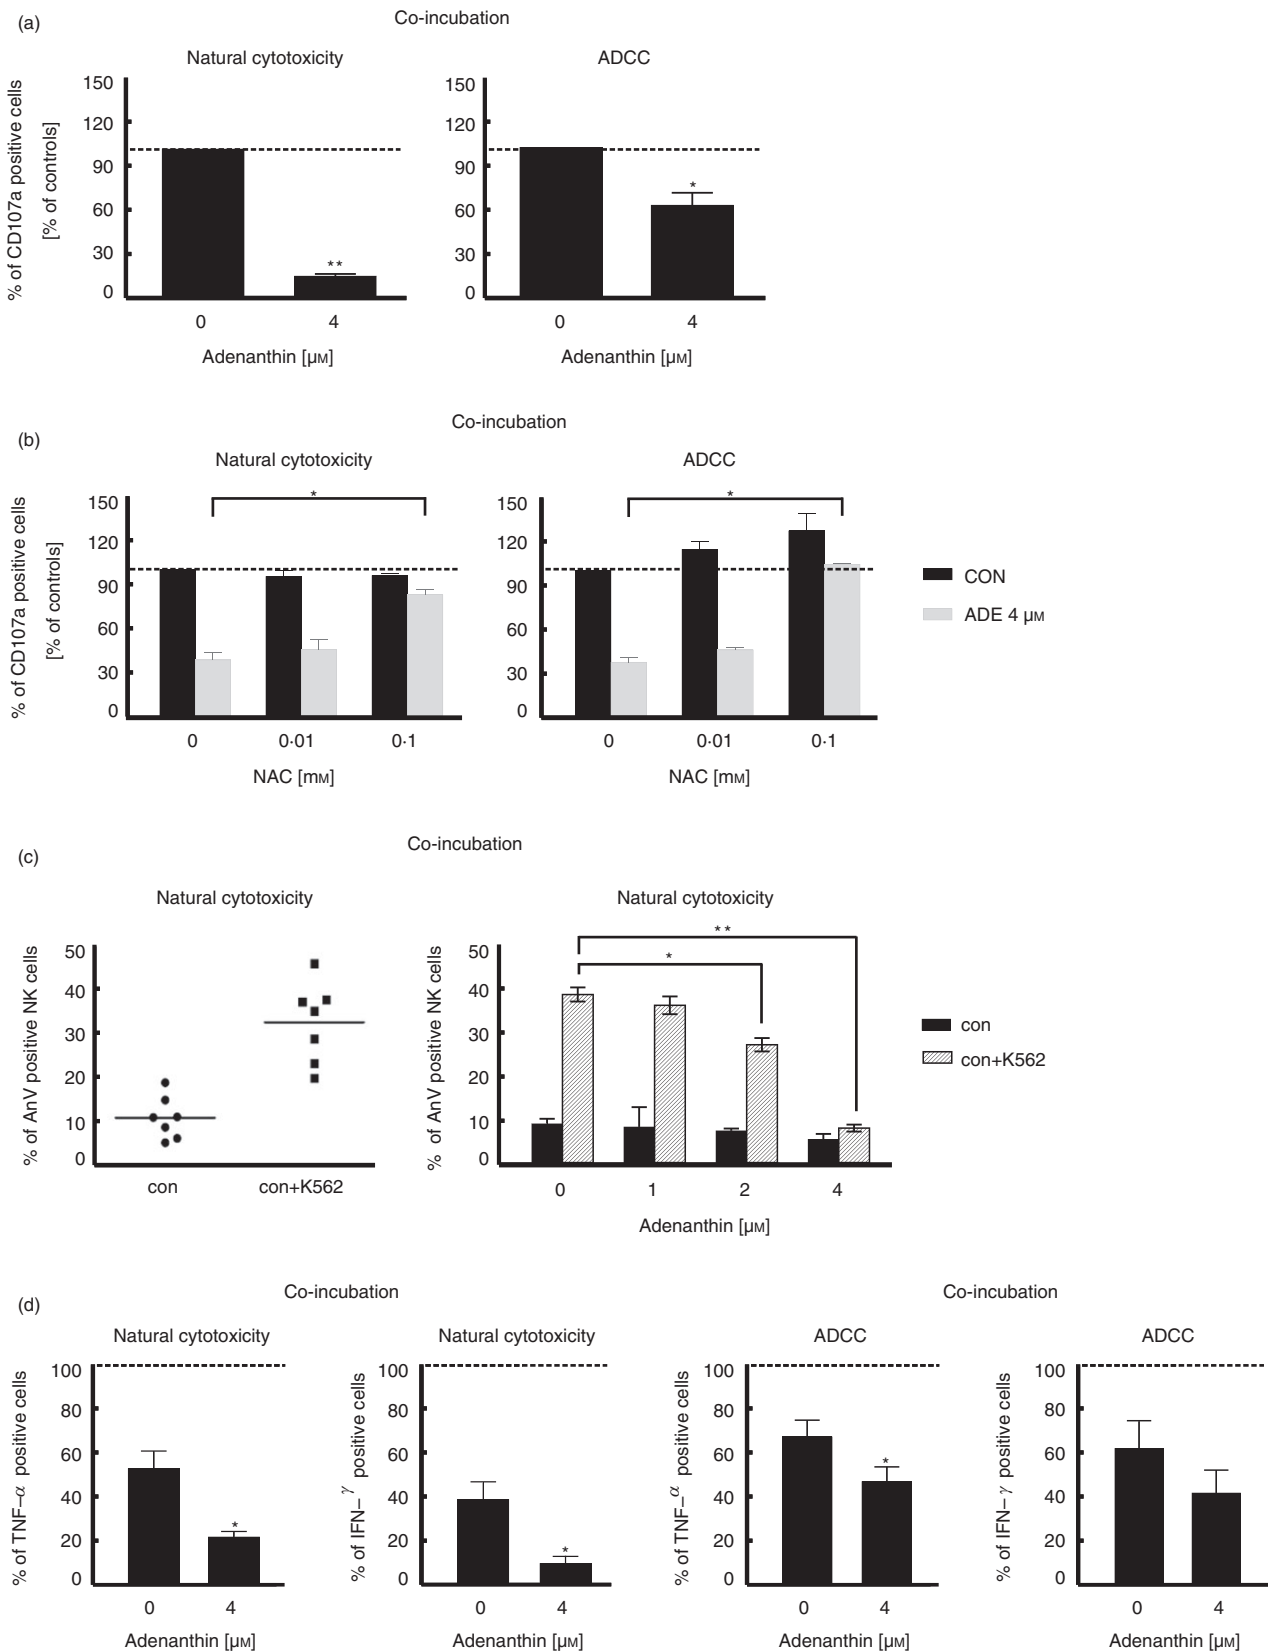 (a)
Co-incubation
Natural cytotoxicity
ADCC
% of CD107a positive cells
[% of controls]
150
120
90
60
30
0
**
0 4
Adenanthin [µM]
*
0 4
Adenanthin [µM]
(b)
Co-incubation
Natural cytotoxicity
ADCC
% of CD107a positive cells
[% of controls]
150
120
90
60
30
0
*
0 0·01 0·1
NAC [mM]
150
120
90
60
30
0
*
0 0·01 0·1
NAC [mM]
CON
ADE 4 µM
(c)
Co-incubation
Natural cytotoxicity
% of AnV positive NK cells
50
40
30
20
10
0
con con+K562
Natural cytotoxicity
% of AnV positive NK cells
50
40
30
20
10
0
**
*
0 1 2 4
Adenanthin [µM]
con
con+K562
(d)
Co-incubation
Co-incubation
Natural cytotoxicity
% of TNF–α positive cells
100
80
60
40
20
0
*
0 4
Adenanthin [µM]
Natural cytotoxicity
% of IFN–γ positive cells
100
80
60
40
20
0
*
0 4
Adenanthin [µM]
ADCC
% of TNF–α positive cells
100
80
60
40
20
0
*
0 4
Adenanthin [µM]
ADCC
% of IFN–γ positive cells
100
80
60
40
20
0
0 4
Adenanthin [µM]